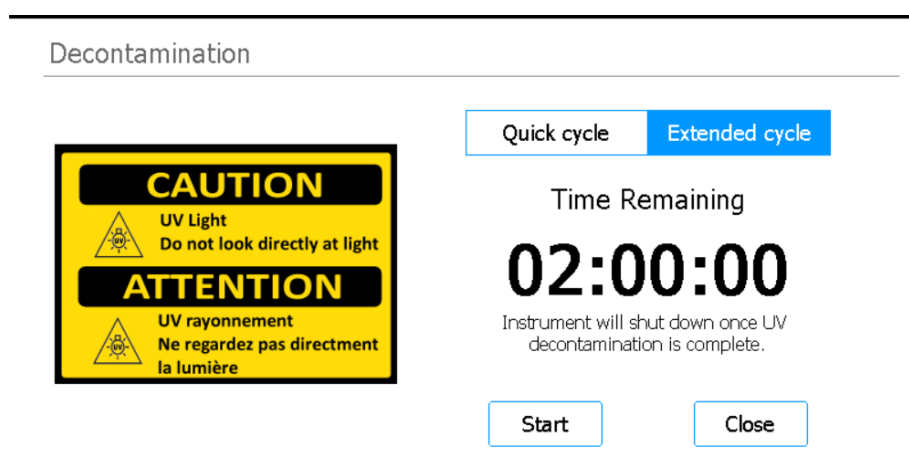 Decontamination
CAUTION
UV Light
Do not look directly at light
ATTENTION
UV rayonnement
Ne regardez pas directment
la lumière
Quick cycle
Extended cycle
Time Remaining
02:00:00
Instrument will shut down once UV
decontamination is complete.
Start
Close